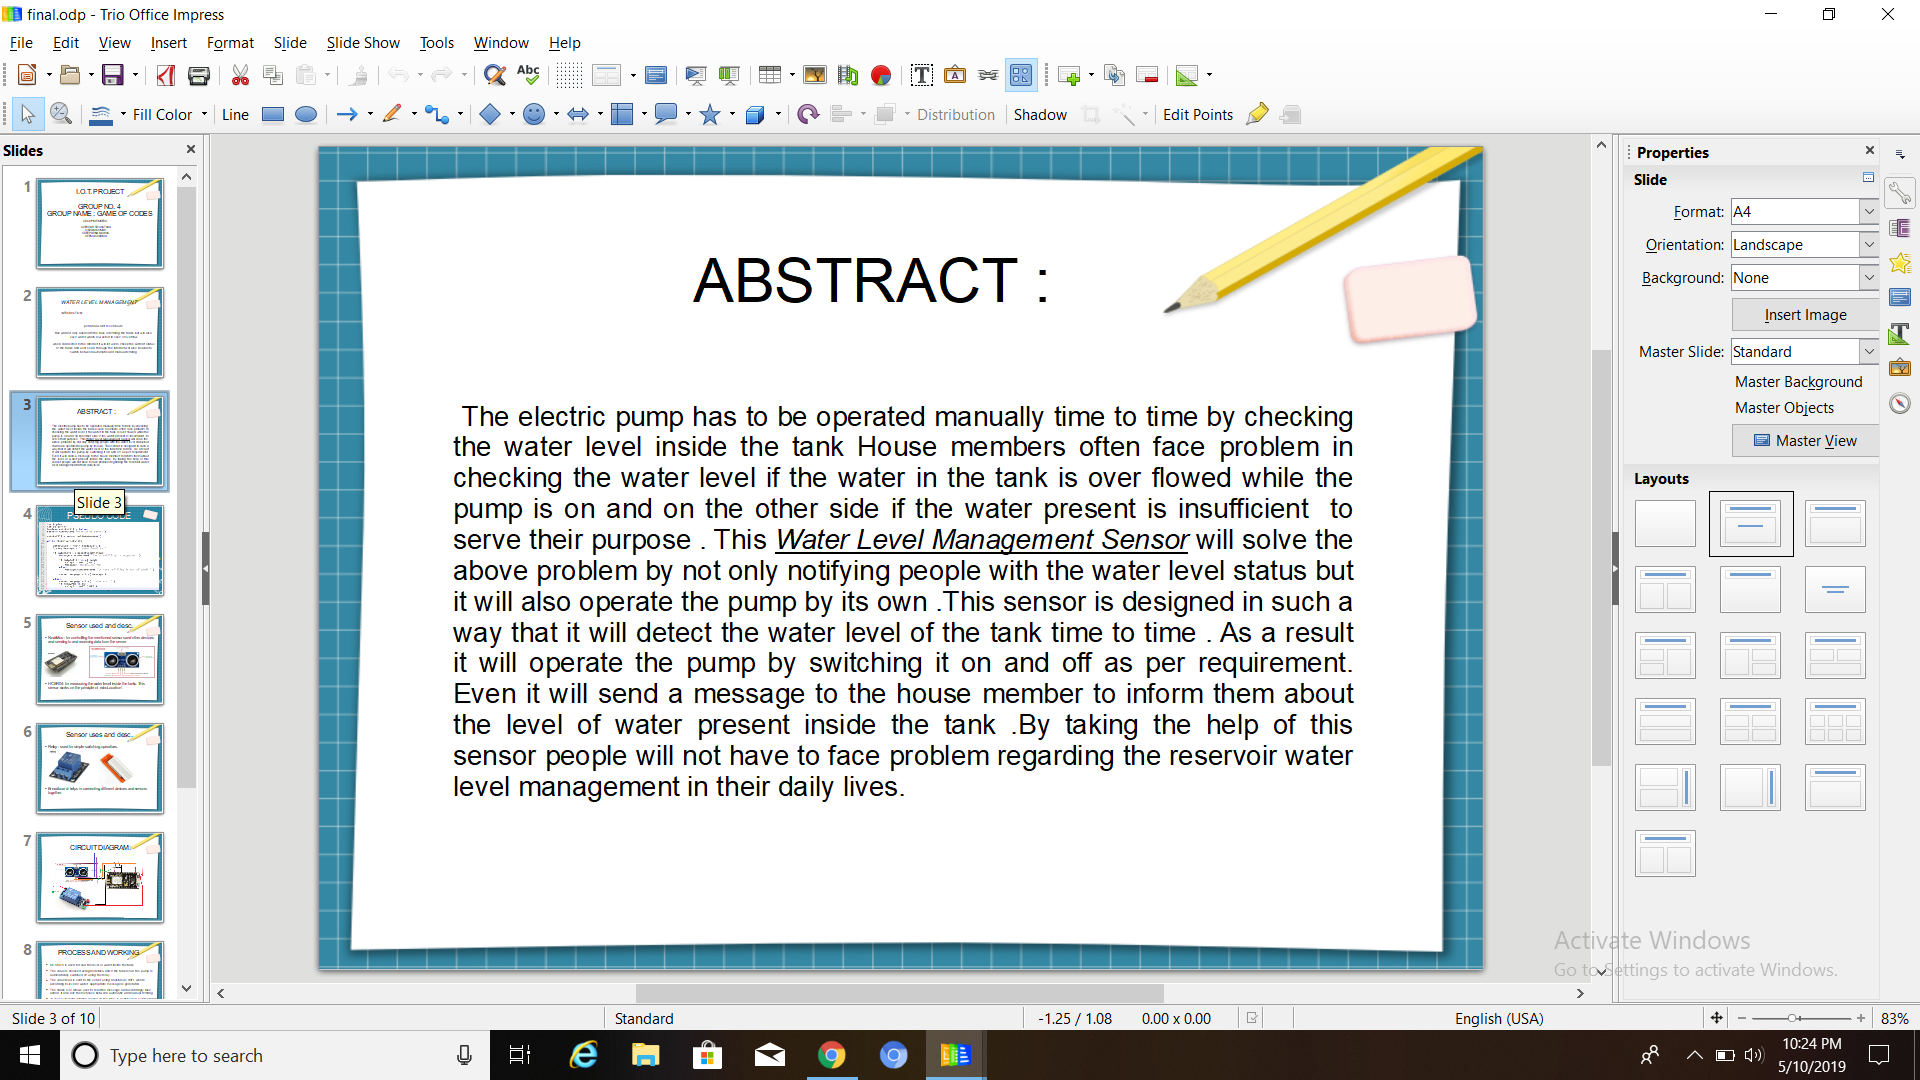 final.odp - Trio Office Impress
File Edit View Insert Format Slide Slide Show Tools Window Help
Abc
Fill Color Line Distribution Shadow Edit Points
Slides
1
I.O.T. PROJECT
GROUP NO. 4
GROUP NAME : GAME OF CODES
2
WATER LEVEL MANAGEMENT
3
ABSTRACT :
Slide 3
4
PSEUDO CODE
5
Sensor used and desc.
6
Sensor uses and desc.
7
CIRCUIT DIAGRAM
8
PROCESS AND WORKING
ABSTRACT :
The electric pump has to be operated manually time to time by checking
the water level inside the tank House members often face problem in
checking the water level if the water in the tank is over flowed while the
pump is on and on the other side if the water present is insufficient to
serve their purpose . This Water Level Management Sensor will solve the
above problem by not only notifying people with the water level status but
it will also operate the pump by its own .This sensor is designed in such a
way that it will detect the water level of the tank time to time . As a result
it will operate the pump by switching it on and off as per requirement.
Even it will send a message to the house member to inform them about
the level of water present inside the tank .By taking the help of this
sensor people will not have to face problem regarding the reservoir water
level management in their daily lives.
Properties
Slide
Format: A4
Orientation: Landscape
Background: None
Insert Image
Master Slide: Standard
Master Background
Master Objects
Master View
Layouts
Activate Windows
Go to Settings to activate Windows.
Slide 3 of 10 Standard -1.25 / 1.08 0.00 x 0.00 English (USA) 83%
Type here to search
10:24 PM
5/10/2019